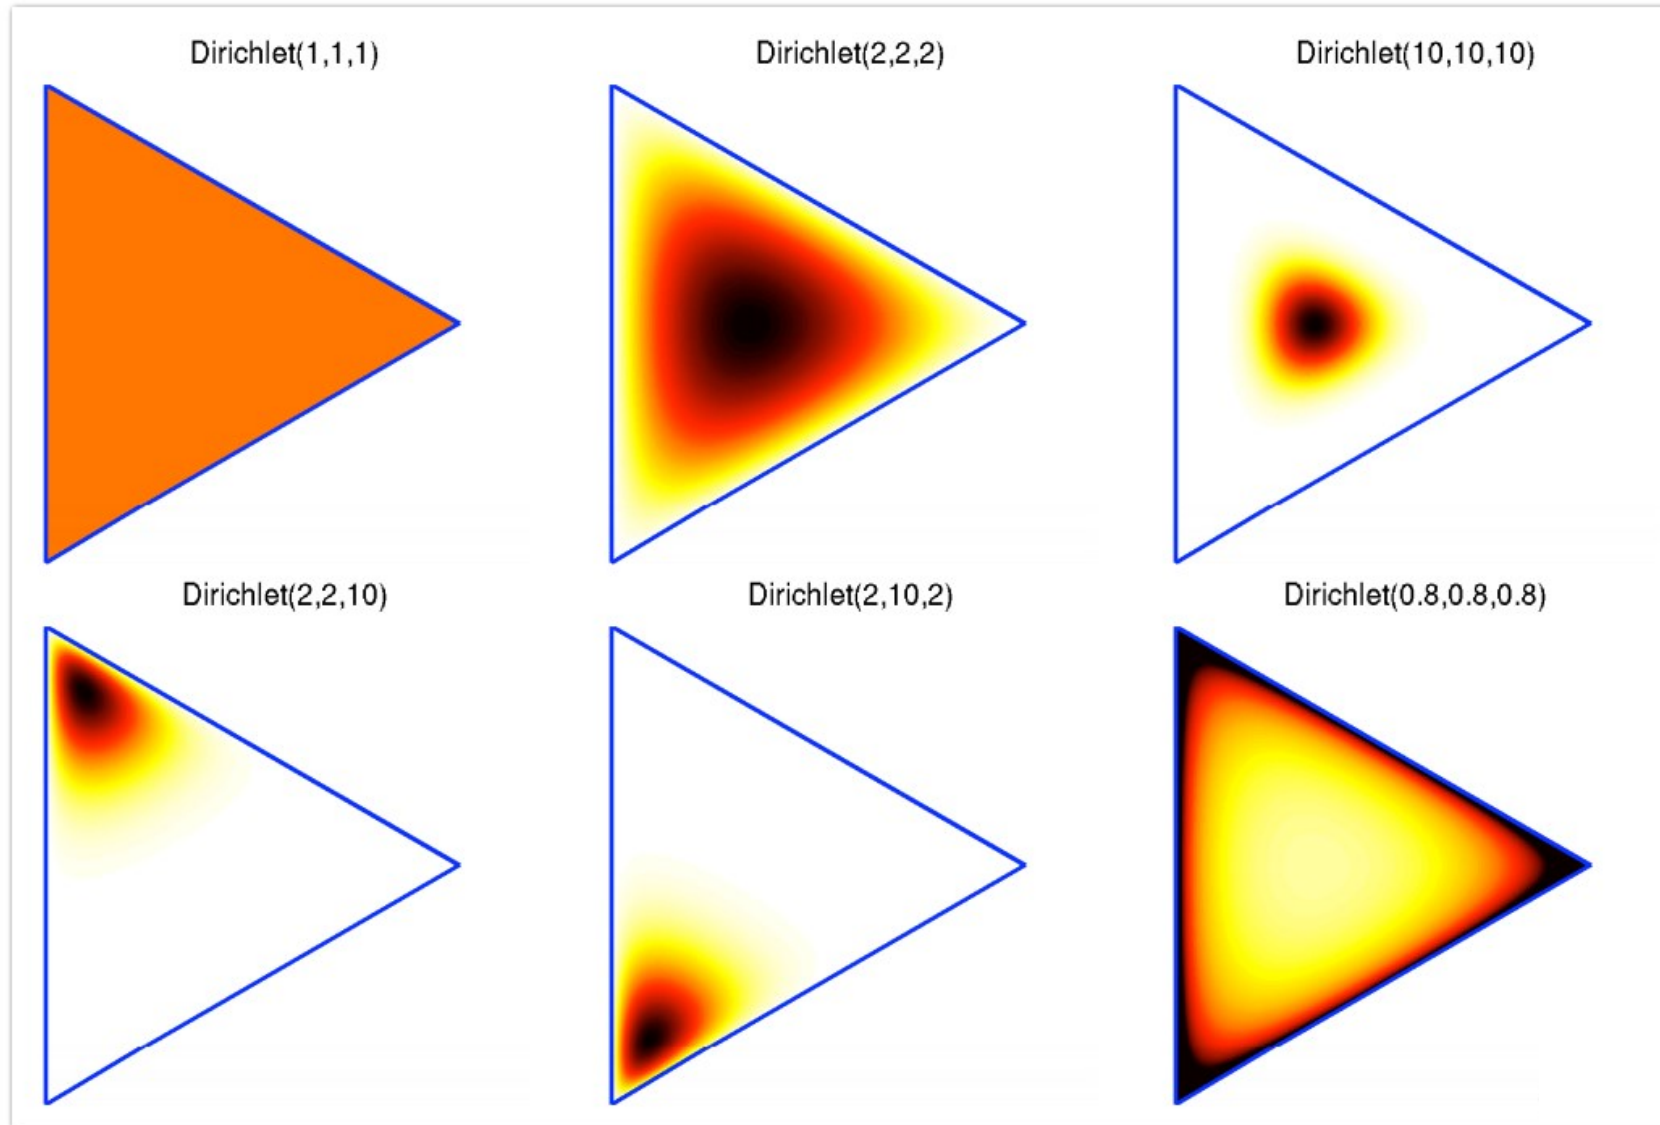 Dirichlet(1,1,1)
Dirichlet(2,2,2)
Dirichlet(10,10,10)
Dirichlet(2,2,10)
Dirichlet(2,10,2)
Dirichlet(0.8,0.8,0.8)